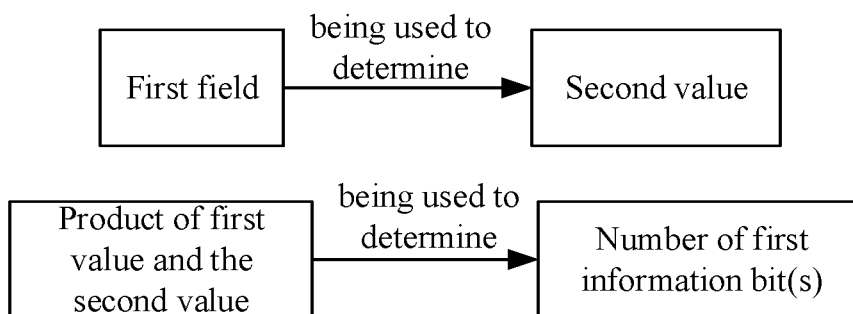 being used to
determine
First field
Second value
Product of first
value and the
second value
being used to
determine
Number of first
information bit(s)